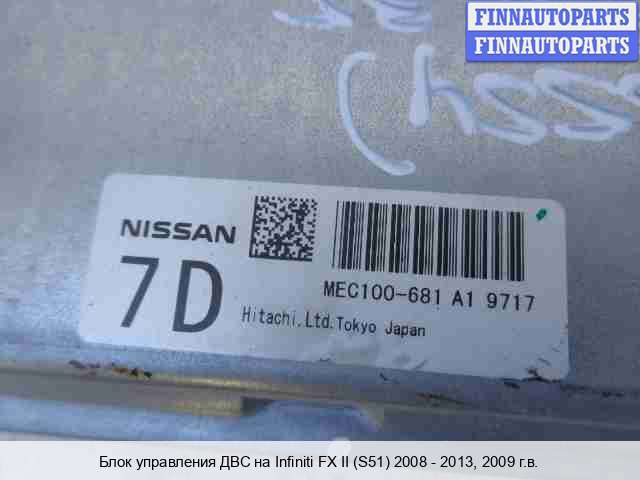 FINNAUTOPARTS
FINNAUTOPARTS
NISSAN
7D
MEC100-681 A1 9717
Hitachi.Ltd.Tokyo Japan
Блок управления ДВС на Infiniti FX II (S51) 2008 - 2013, 2009 г.в.